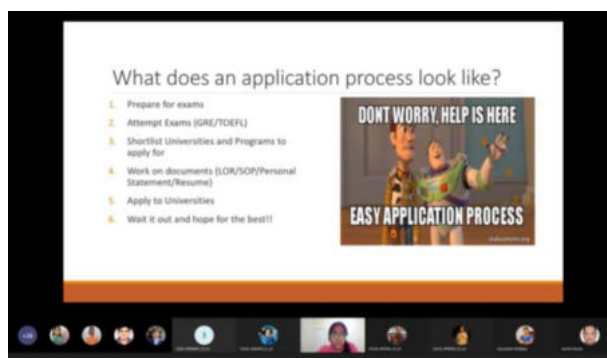 What does an application process look like?
1. Prepare for exams
2. Attempt Exams (GRE/TOEFL)
3. Shortlist Universities and Programs to
apply for
4. Work on documents (LOR/SOP/Personal
Statement/Resume)
5. Apply to Universities
6. Wait it out and hope for the best!!
DONT WORRY, HELP IS HERE
EASY APPLICATION PROCESS